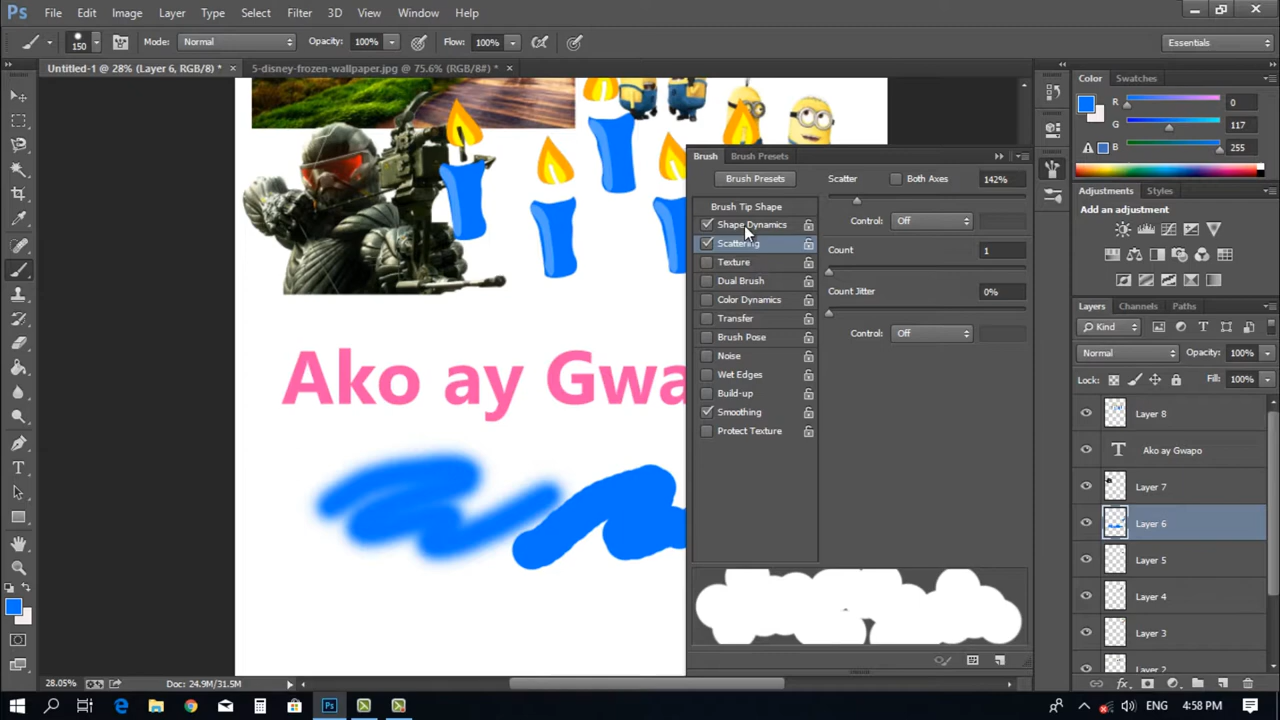 Ps File Edit Image Layer Type Select Filter 3D View Window Help
150 Mode: Normal Opacity: 100% Flow: 100% Essentials
Untitled-1 @ 28% (Layer 6, RGB/8) * × 5-disney-frozen-wallpaper.jpg @ 75.6% (RGB/8#) * ×
Color Swatches
R 0
G 117
B 255
Brush Brush Presets
Brush Presets Scatter Both Axes 142%
Brush Tip Shape
Shape Dynamics Control: Off
Scattering Count 1
Texture
Dual Brush Count Jitter 0%
Color Dynamics
Transfer
Brush Pose Control: Off
Noise
Wet Edges
Build-up
Smoothing
Protect Texture
Adjustments Styles
Add an adjustment
Layers Channels Paths
Kind
Normal Opacity: 100%
Lock: Fill: 100%
Layer 8
T Ako ay Gwapo
Layer 7
Layer 6
Layer 5
Layer 4
Layer 3
Layer 2
Ako ay Gwa
28.05% Doc: 24.9M/31.5M
Ps ENG 4:58 PM